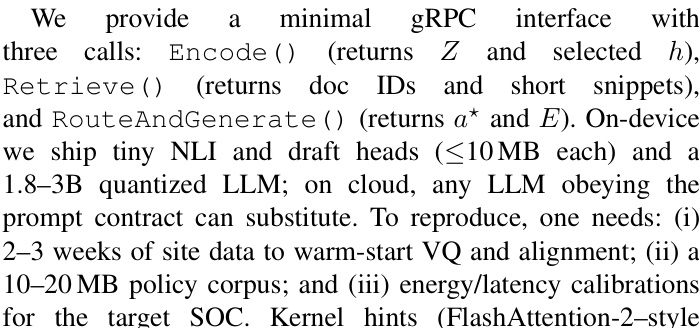 We provide a minimal gRPC interface with
three calls: Encode() (returns Z and selected h),
Retrieve() (returns doc IDs and short snippets),
and RouteAndGenerate() (returns a⋆ and E). On-device
we ship tiny NLI and draft heads (≤10 MB each) and a
1.8–3B quantized LLM; on cloud, any LLM obeying the
prompt contract can substitute. To reproduce, one needs: (i)
2–3 weeks of site data to warm-start VQ and alignment; (ii) a
10–20 MB policy corpus; and (iii) energy/latency calibrations
for the target SOC. Kernel hints (FlashAttention-2–style